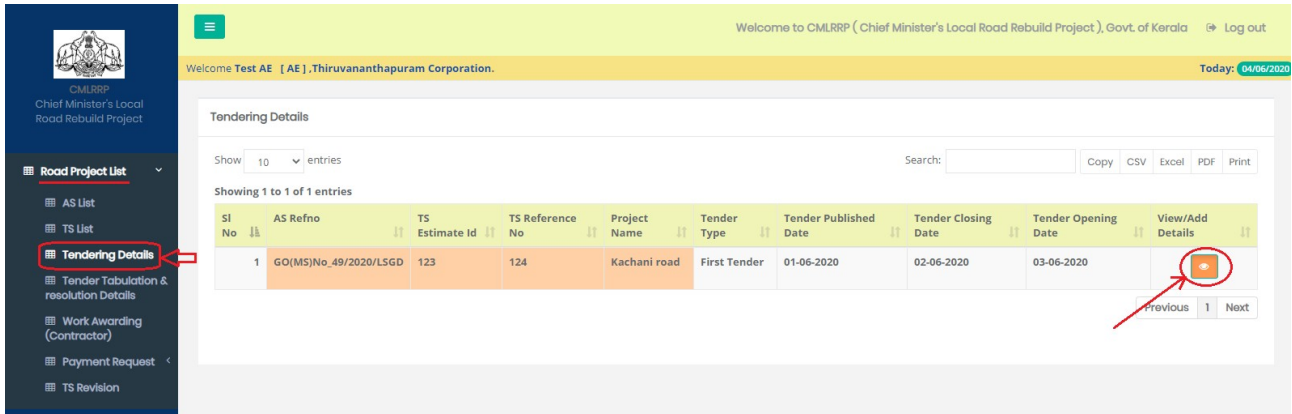 Welcome to CMLRRP ( Chief Minister's Local Road Rebuild Project ), Govt. of Kerala Log out
Welcome Test AE [ AE ] ,Thiruvananthapuram Corporation. Today: 04/06/2020
CMLRRP
Chief Minister's Local
Road Rebuild Project
Road Project List
AS List
TS List
Tendering Details
Tender Tabulation &
resolution Details
Work Awarding
(Contractor)
Payment Request
TS Revision
Tendering Details
Show 10 entries Search: Copy CSV Excel PDF Print
Showing 1 to 1 of 1 entries
Sl AS Refno TS TS Reference Project Tender Tender Published Tender Closing Tender Opening View/Add
No Estimate Id No Name Type Date Date Date Details
1 GO(MS)No_49/2020/LSGD 123 124 Kachani road First Tender 01-06-2020 02-06-2020 03-06-2020
Previous 1 Next